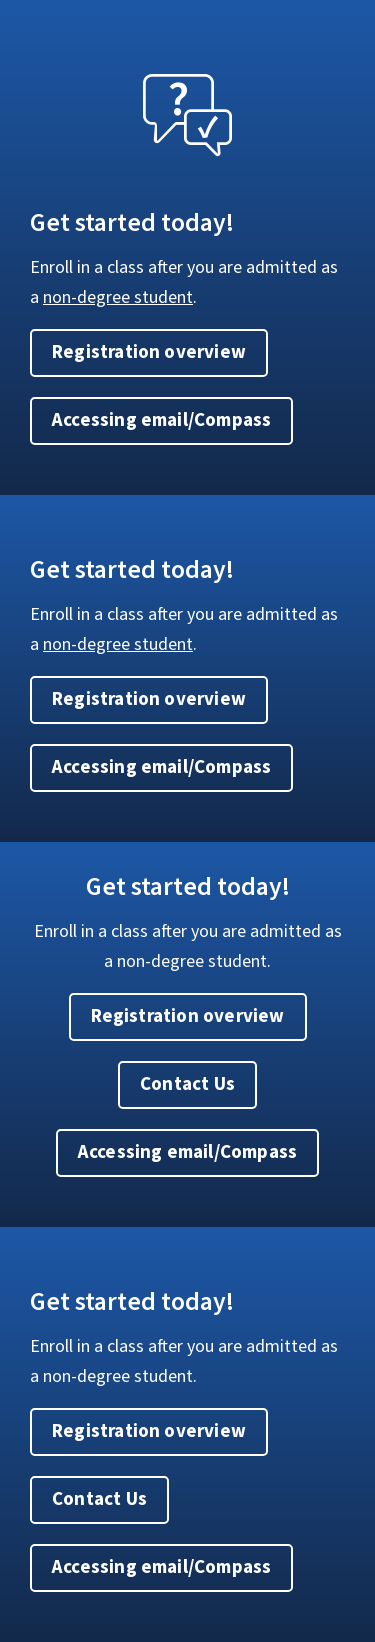 ?
Get started today!
Enroll in a class after you are admitted as
a non-degree student.
Registration overview
Accessing email/Compass
Get started today!
Enroll in a class after you are admitted as
a non-degree student.
Registration overview
Accessing email/Compass
Get started today!
Enroll in a class after you are admitted as
a non-degree student.
Registration overview
Contact Us
Accessing email/Compass
Get started today!
Enroll in a class after you are admitted as
a non-degree student.
Registration overview
Contact Us
Accessing email/Compass